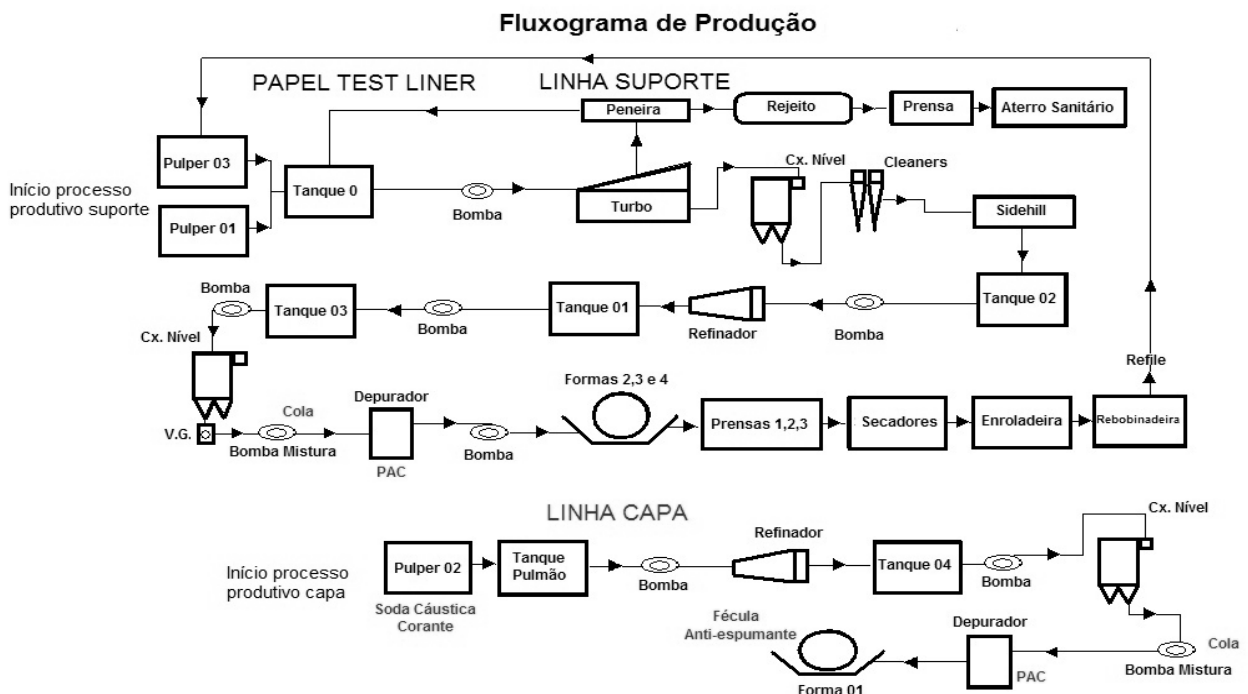 Fluxograma de Produção
PAPEL TEST LINER
LINHA SUPORTE
Peneira
Rejeito
Prensa
Aterro Sanitário
Pulper 03
Início processo
produtivo suporte
Pulper 01
Tanque 0
Bomba
Turbo
Cx. Nível
Cleaners
Sidehill
Bomba
Tanque 03
Bomba
Tanque 01
Refinador
Bomba
Tanque 02
Cx. Nível
Refile
V.G.
Cola
Bomba Mistura
Depurador
PAC
Bomba
Formas 2,3 e 4
Prensas 1,2,3
Secadores
Enroladeira
Rebobinadeira
LINHA CAPA
Início processo
produtivo capa
Pulper 02
Soda Cáustica
Corante
Tanque
Pulmão
Bomba
Refinador
Tanque 04
Bomba
Cx. Nível
Fécula
Anti-espumante
Forma 01
Depurador
PAC
Cola
Bomba Mistura